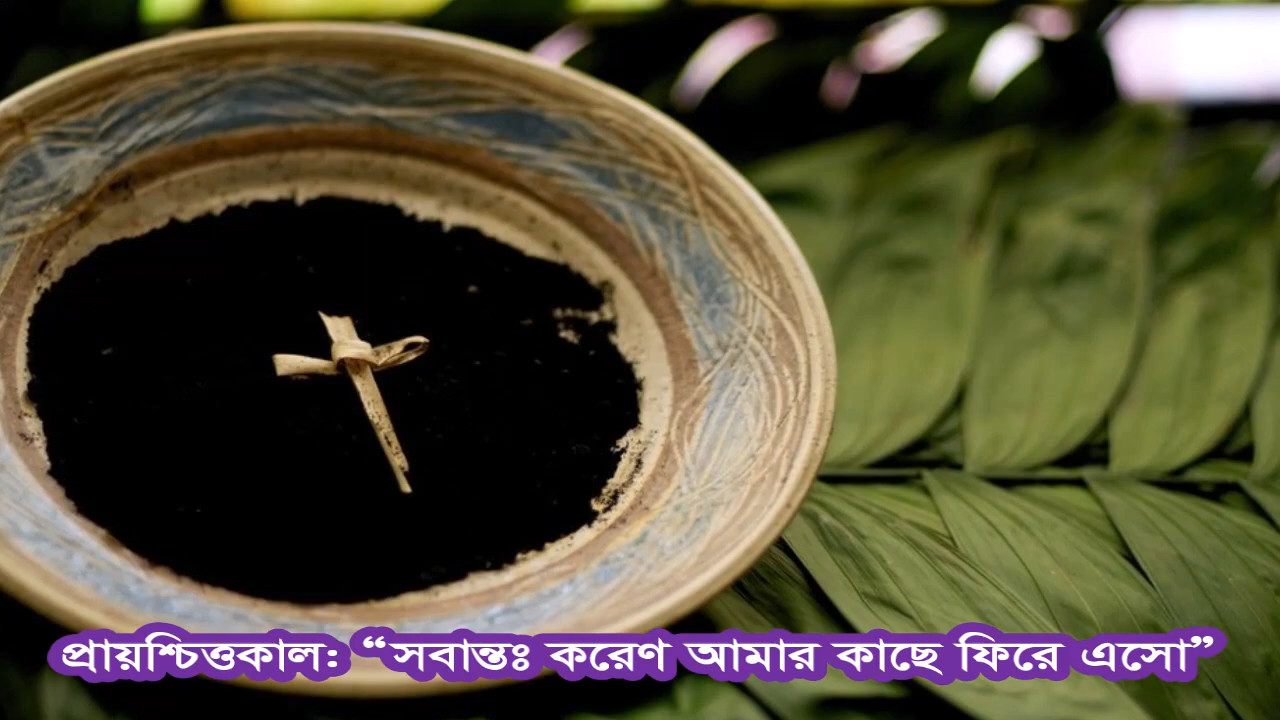 প্রায়শ্চিত্তকাল: “সবান্তঃ করেণ আমার কাছে ফিরে এসো”